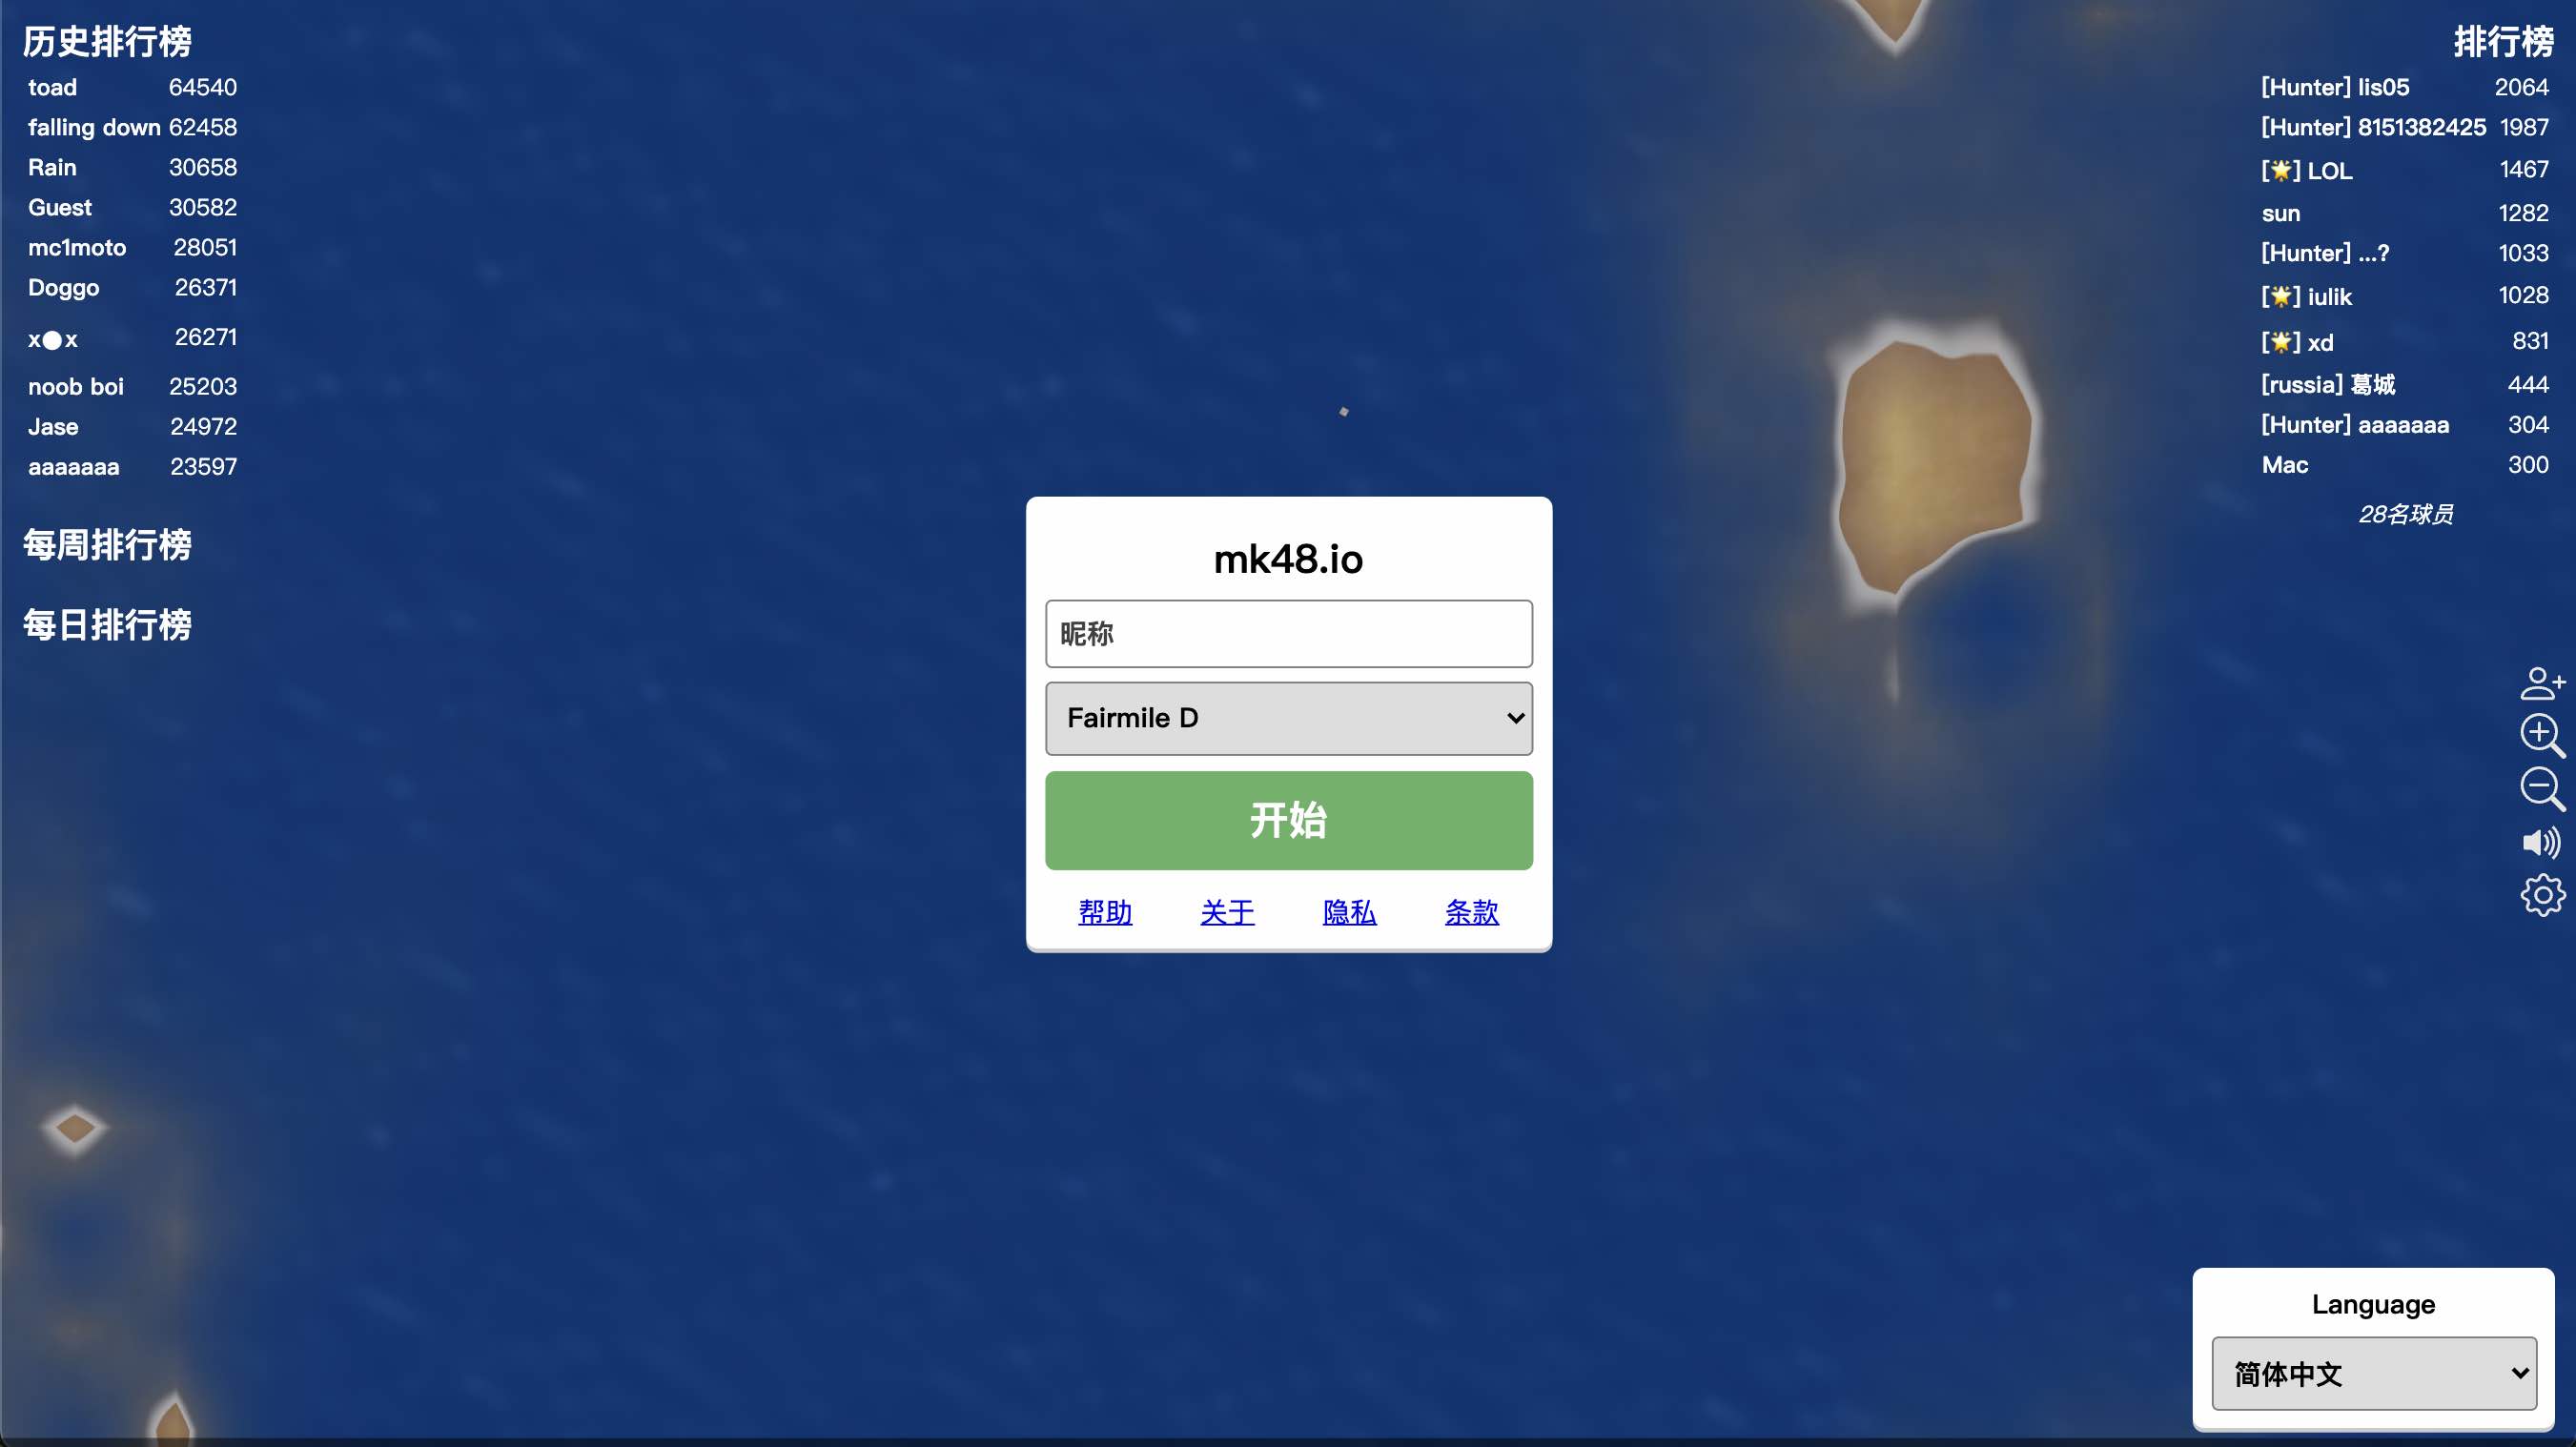 历史排行榜
toad 64540
falling down 62458
Rain 30658
Guest 30582
mc1moto 28051
Doggo 26371
x●x 26271
noob boi 25203
Jase 24972
aaaaaaa 23597
每周排行榜
每日排行榜
mk48.io
昵称
Fairmile D
开始
帮助 关于 隐私 条款
排行榜
[Hunter] lis05 2064
[Hunter] 8151382425 1987
[🌟] LOL 1467
sun 1282
[Hunter] ...? 1033
[🌟] iulik 1028
[🌟] xd 831
[russia] 葛城 444
[Hunter] aaaaaaa 304
Mac 300
28名球员
Language
简体中文